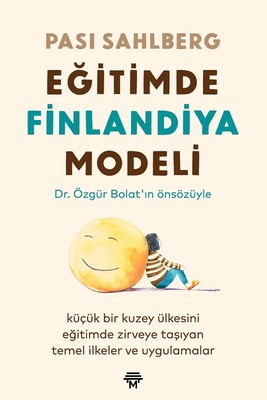 PASI SAHLBERG
EĞİTİMDE
FİNLANDİYA
MODELİ
Dr. Özgür Bolat'ın önsözüyle
küçük bir kuzey ülkesini
eğitimde zirveye taşıyan
temel ilkeler ve uygulamalar
M